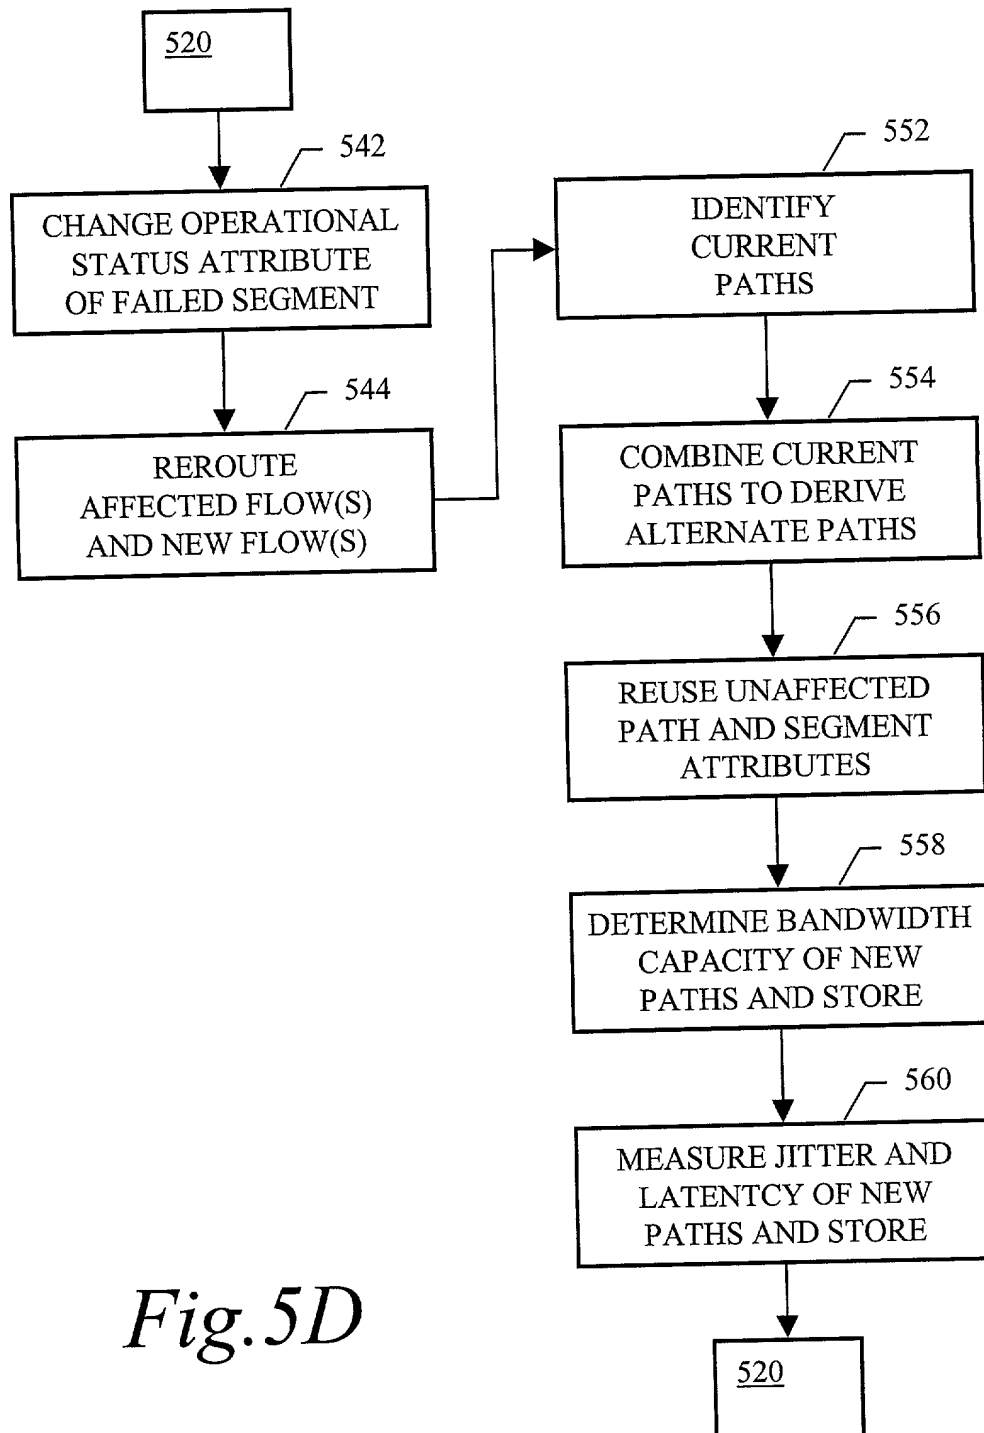 520
542
CHANGE OPERATIONAL
STATUS ATTRIBUTE
OF FAILED SEGMENT
544
REROUTE
AFFECTED FLOW(S)
AND NEW FLOW(S)
552
IDENTIFY
CURRENT
PATHS
554
COMBINE CURRENT
PATHS TO DERIVE
ALTERNATE PATHS
556
REUSE UNAFFECTED
PATH AND SEGMENT
ATTRIBUTES
558
DETERMINE BANDWIDTH
CAPACITY OF NEW
PATHS AND STORE
560
MEASURE JITTER AND
LATENTCY OF NEW
PATHS AND STORE
520
Fig.5D